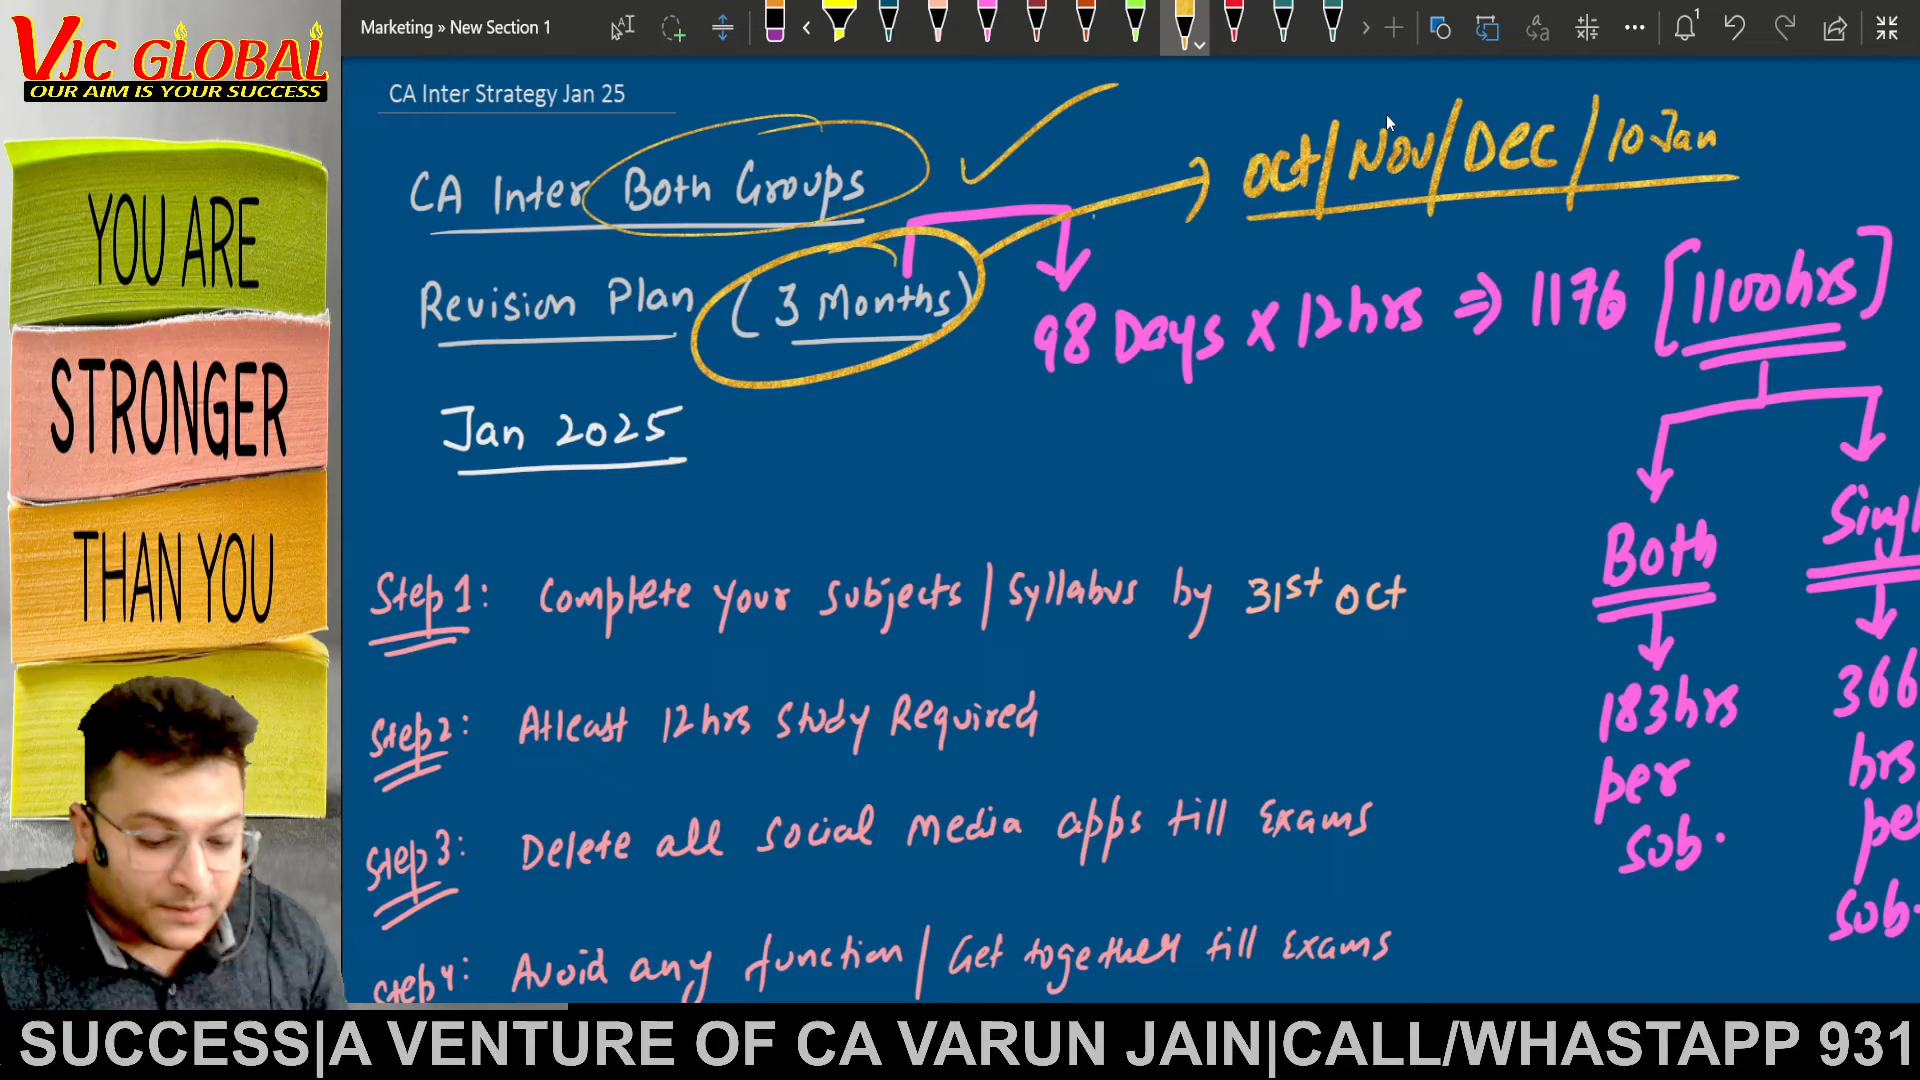 VJC GLOBAL
OUR AIM IS YOUR SUCCESS
Marketing » New Section 1
YOU ARE
STRONGER
THAN YOU
CA Inter Strategy Jan 25
CA Inter Both Groups
Oct/Nov/Dec/10 Jan
Revision Plan (3 Months)
98 Days x 12hrs ⇒ 1176 [1100hrs]
Jan 2025
Both
183hrs
per
sub.
Singl
366
hrs
pe
sub.
Step 1: Complete your subjects/syllabus by 31st Oct
Step2: Atleast 12hrs Study Required
Step 3: Delete all social media apps till Exams
Step 4: Avoid any function/Get together till Exams
SUCCESS|A VENTURE OF CA VARUN JAIN|CALL/WHASTAPP 931